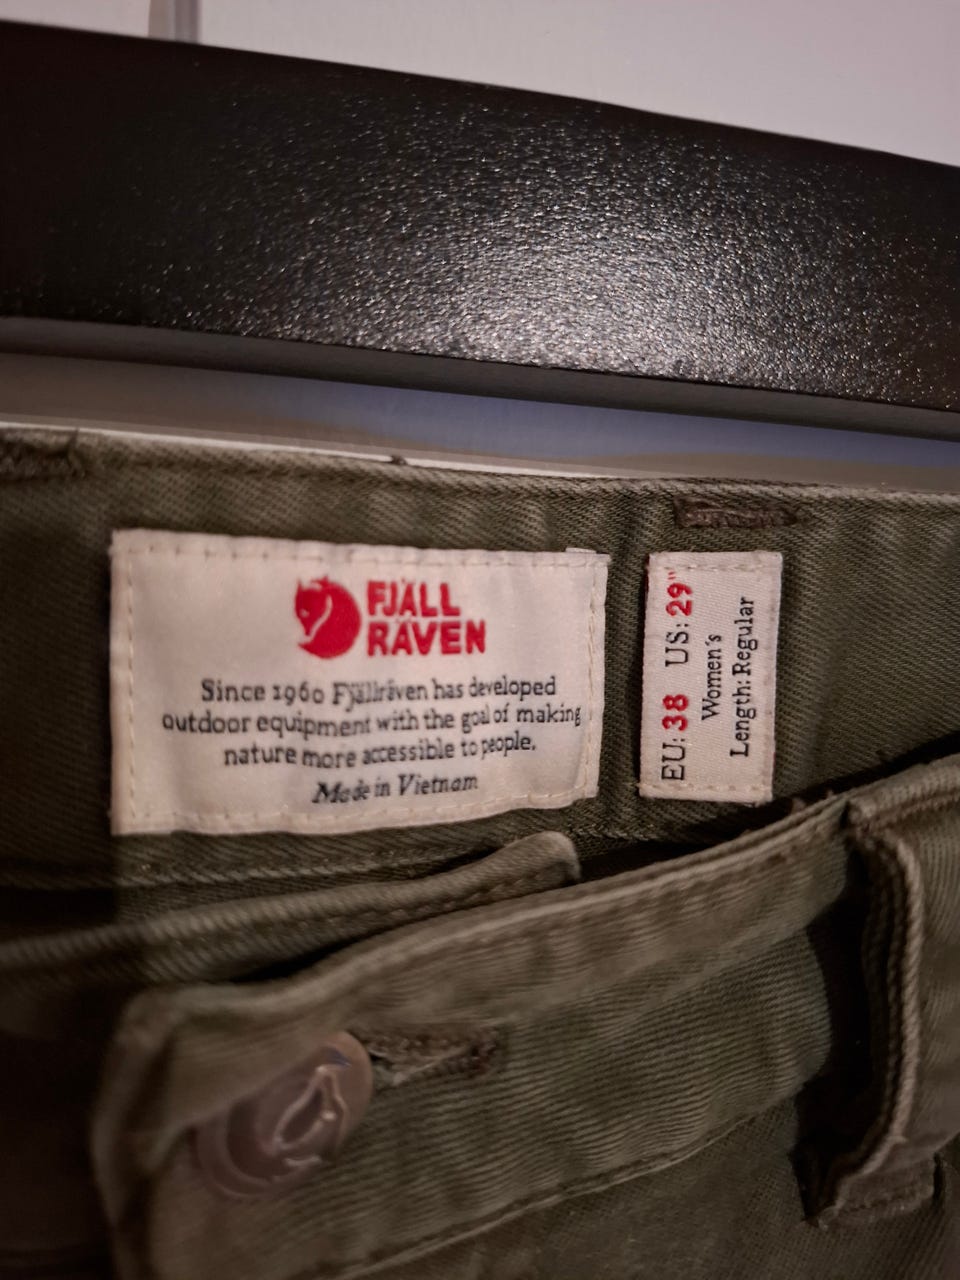 FJÄLL
RÄVEN
Since 1960 Fjällräven has developed
outdoor equipment with the goal of making
nature more accessible to people.
Made in Vietnam
EU: 38 US: 29"
Women's
Length: Regular